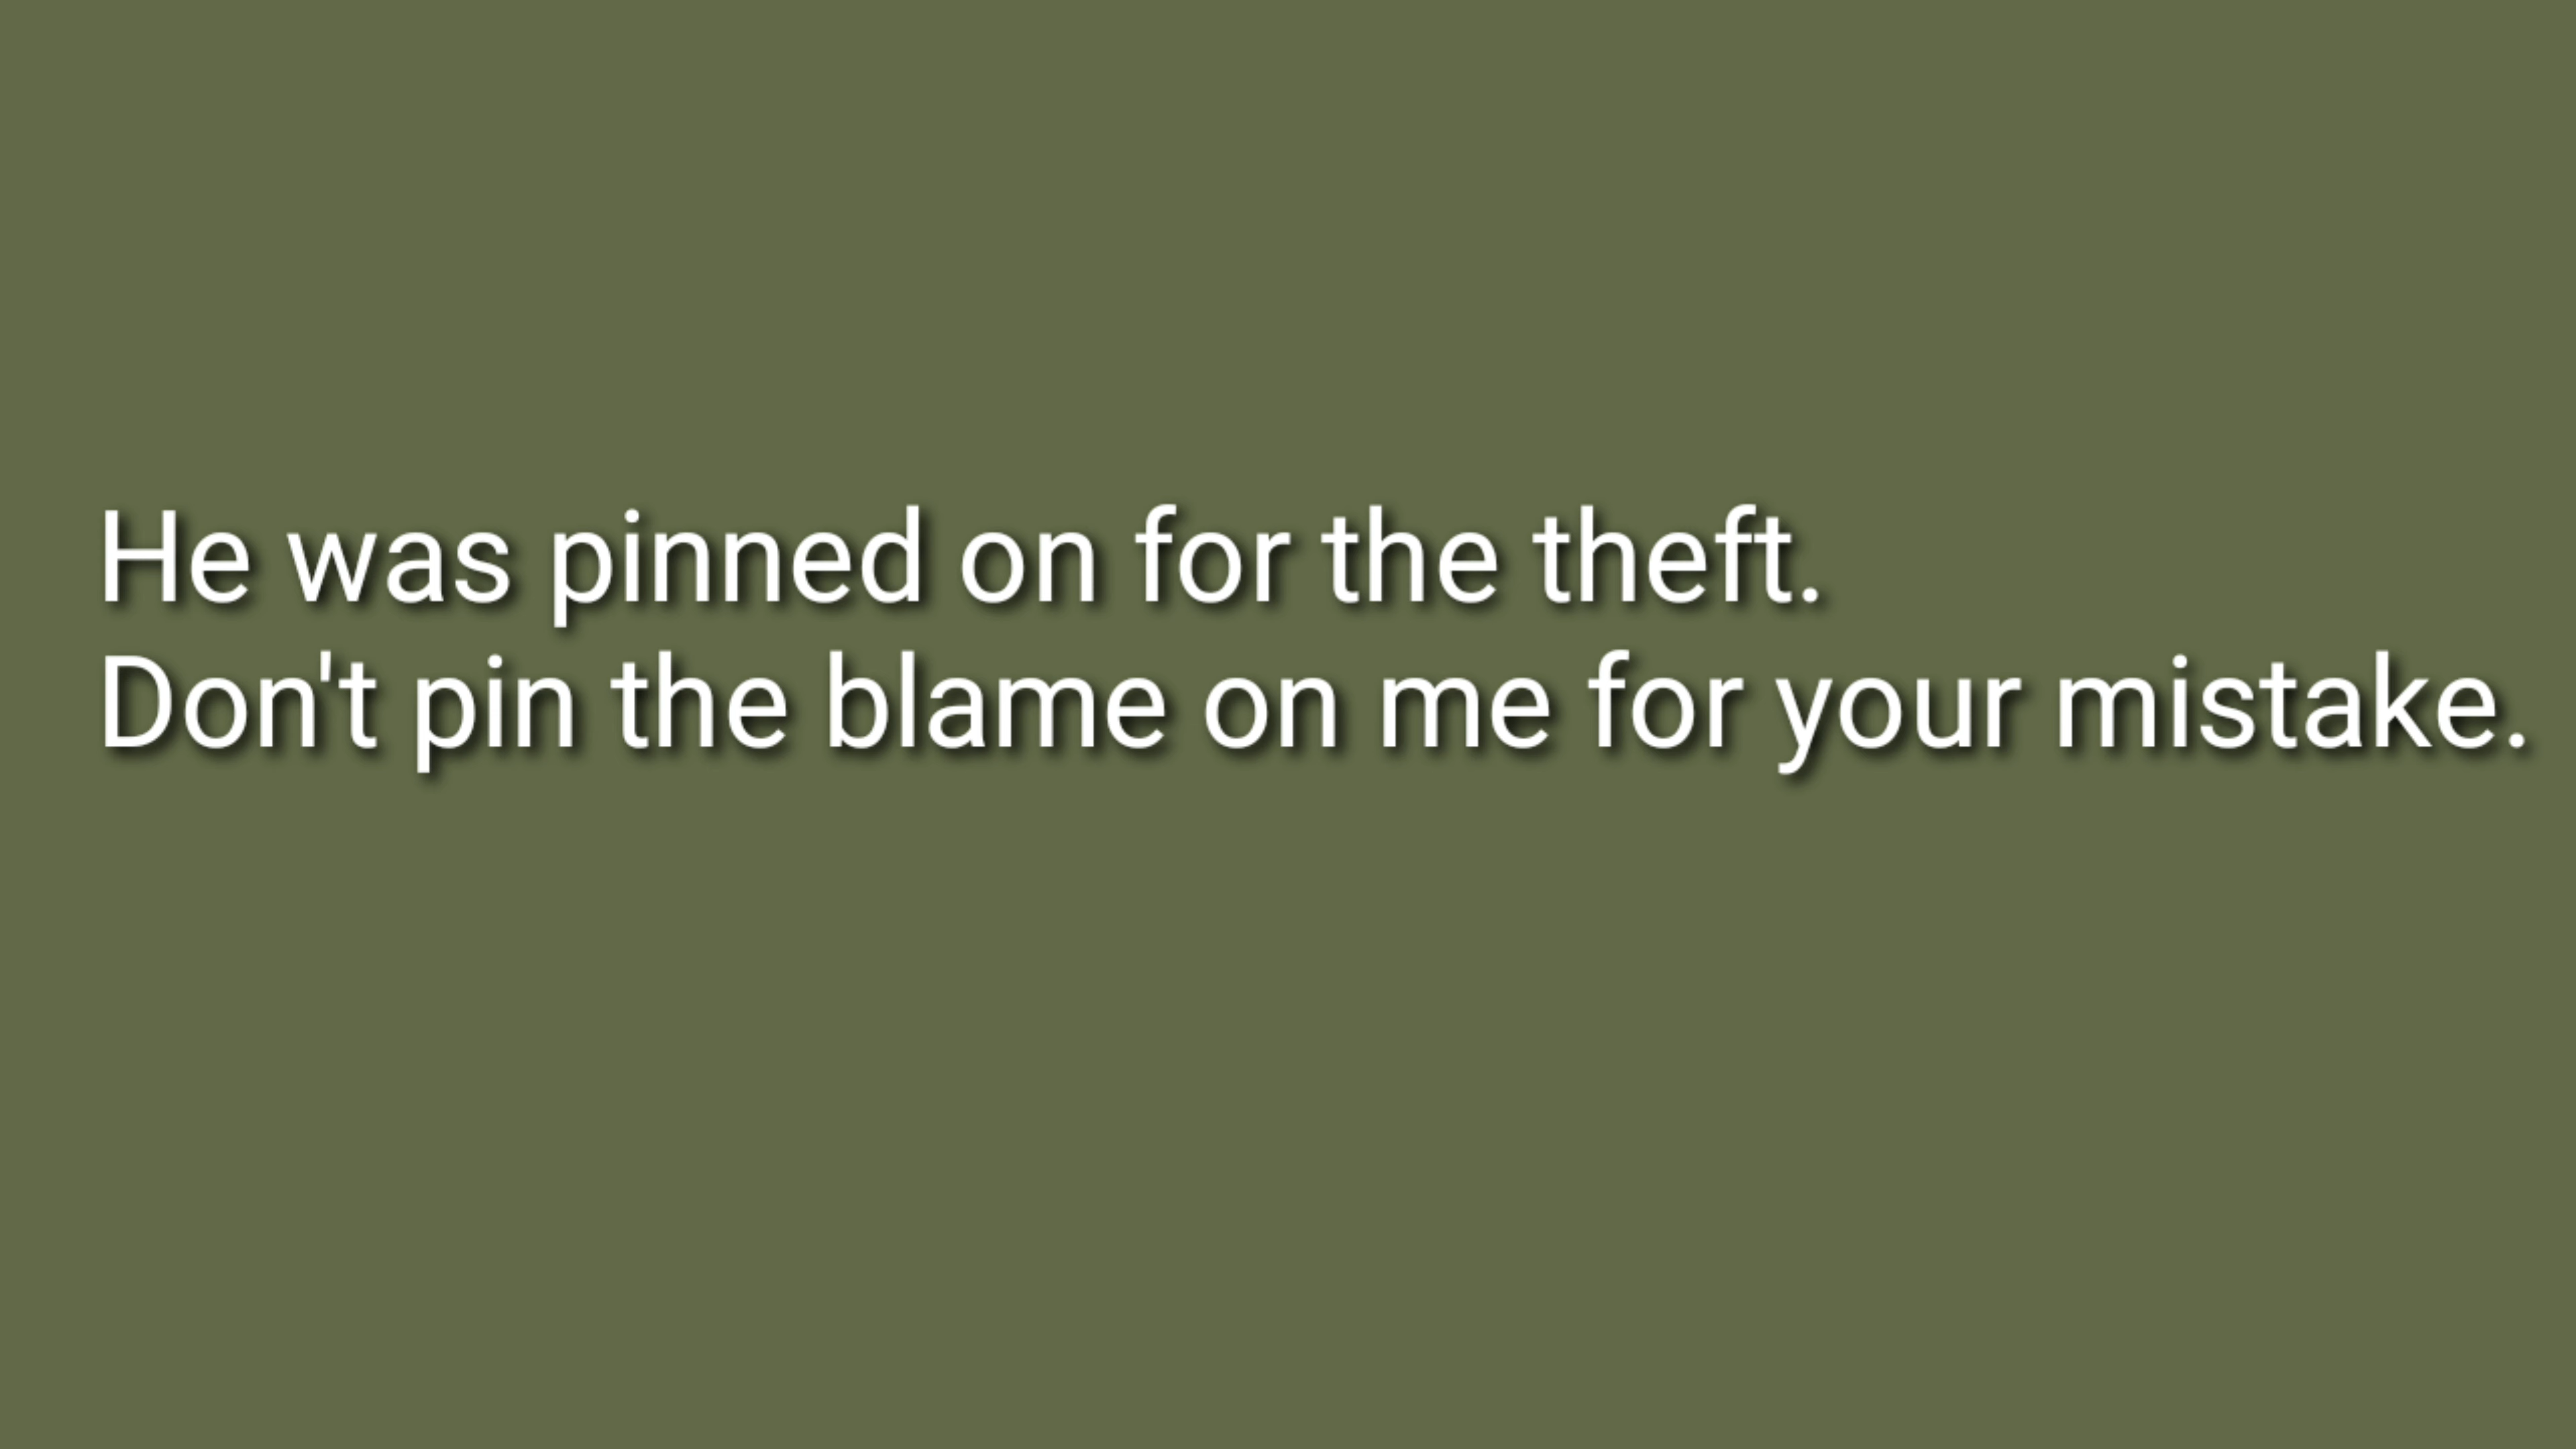 He was pinned on for the theft.
Don't pin the blame on me for your mistake.